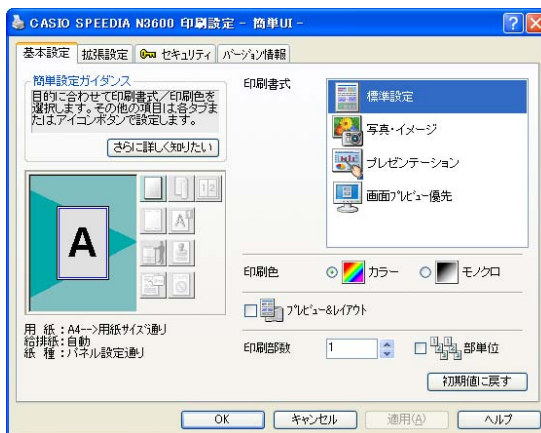 CASIO SPEEDIA N3600 印刷設定 - 簡単UI -
基本設定 拡張設定 セキュリティ バージョン情報
簡単設定ガイダンス
目的に合わせて印刷書式/印刷色を
選択します。その他の項目は各タブま
たはアイコンボタンで設定します。
さらに詳しく知りたい
A
用 紙 : A4-->用紙サイズ通り
給排紙 : 自動
紙 種 : パネル設定通り
印刷書式
標準設定
写真・イメージ
プレゼンテーション
画面プレビュー優先
印刷色 カラー モノクロ
プレビュー&レイアウト
印刷部数 1 部単位
初期値に戻す
OK キャンセル 適用(A) ヘルプ